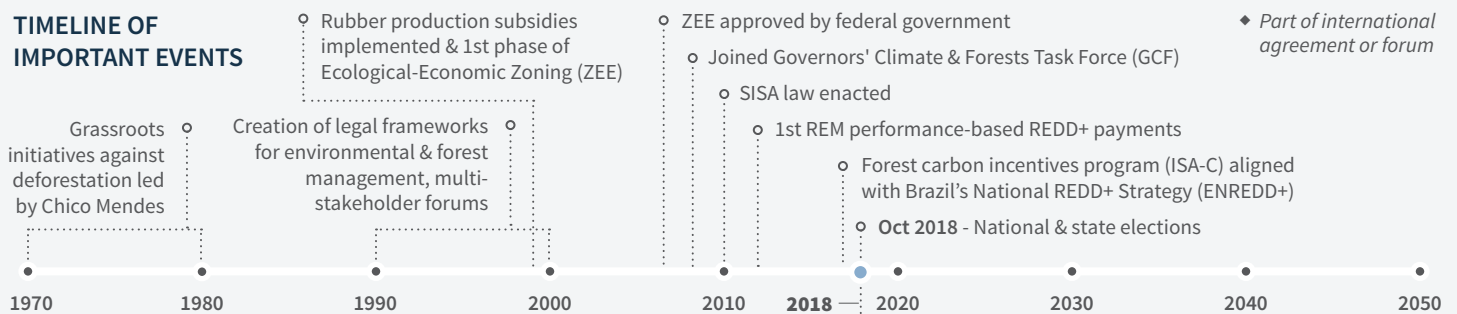 TIMELINE OF
IMPORTANT EVENTS
Grassroots
initiatives against
deforestation led
by Chico Mendes
Rubber production subsidies
implemented & 1st phase of
Ecological-Economic Zoning (ZEE)
Creation of legal frameworks
for environmental & forest
management, multi-
stakeholder forums
ZEE approved by federal government
Joined Governors' Climate & Forests Task Force (GCF)
SISA law enacted
1st REM performance-based REDD+ payments
Forest carbon incentives program (ISA-C) aligned
with Brazil’s National REDD+ Strategy (ENREDD+)
Oct 2018 - National & state elections
Part of international
agreement or forum
1970 1980 1990 2000 2010 2018 2020 2030 2040 2050